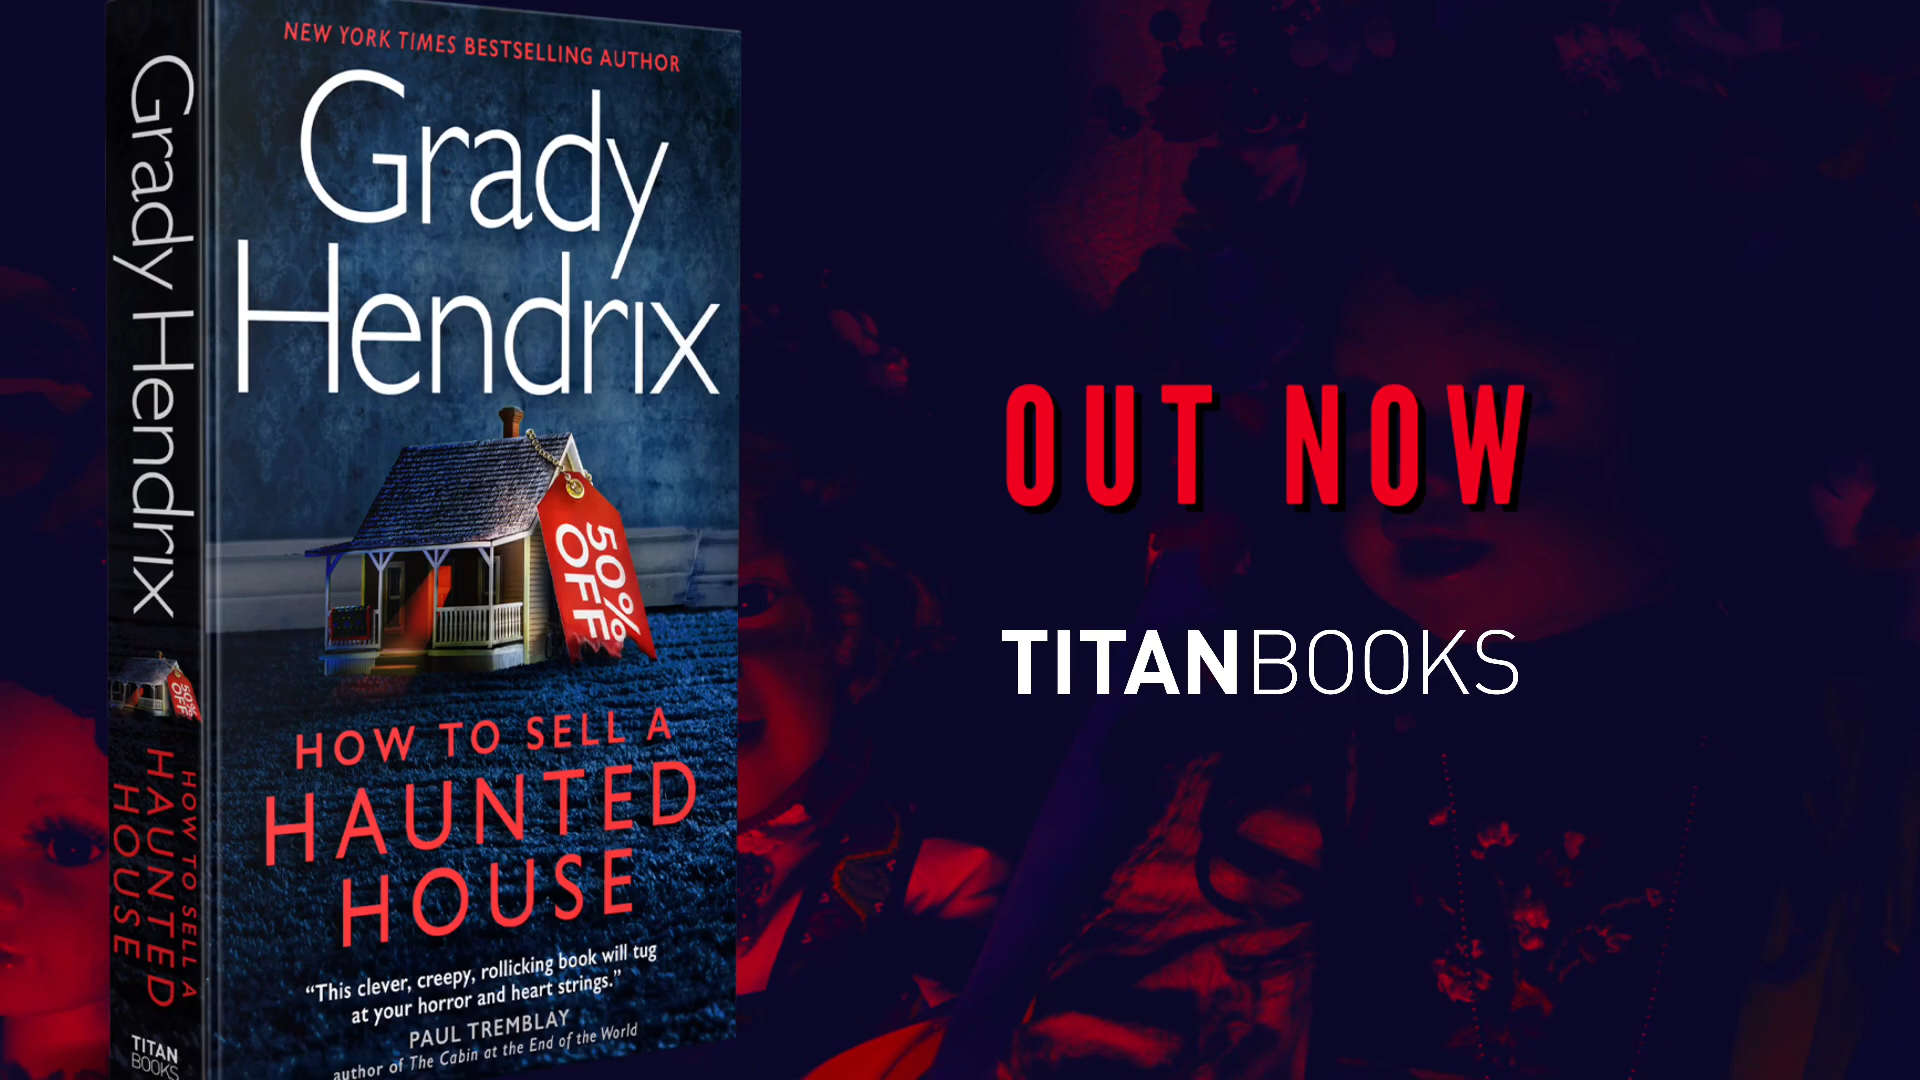 NEW YORK TIMES BESTSELLING AUTHOR
Grady
Hendrix
50%
OFF
HOW TO SELL A
HAUNTED
HOUSE
“This clever, creepy, rollicking book will tug
at your horror and heart strings.”
PAUL TREMBLAY
author of The Cabin at the End of the World
Grady Hendrix
50%
OFF
HOW TO SELL A
HAUNTED
HOUSE
TITAN
BOOKS
OUT NOW
TITANBOOKS